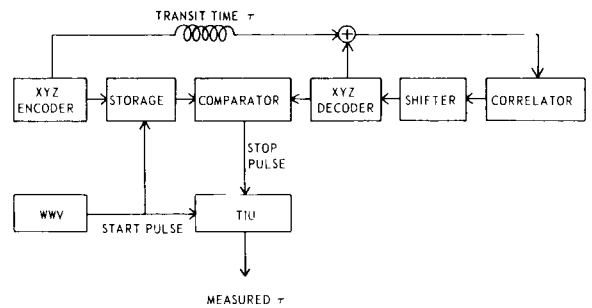 TRANSIT TIME τ
XYZ
ENCODER
STORAGE
COMPARATOR
XYZ
DECODER
SHIFTER
CORRELATOR
STOP
PULSE
WWV
START PULSE
TIU
MEASURED τ